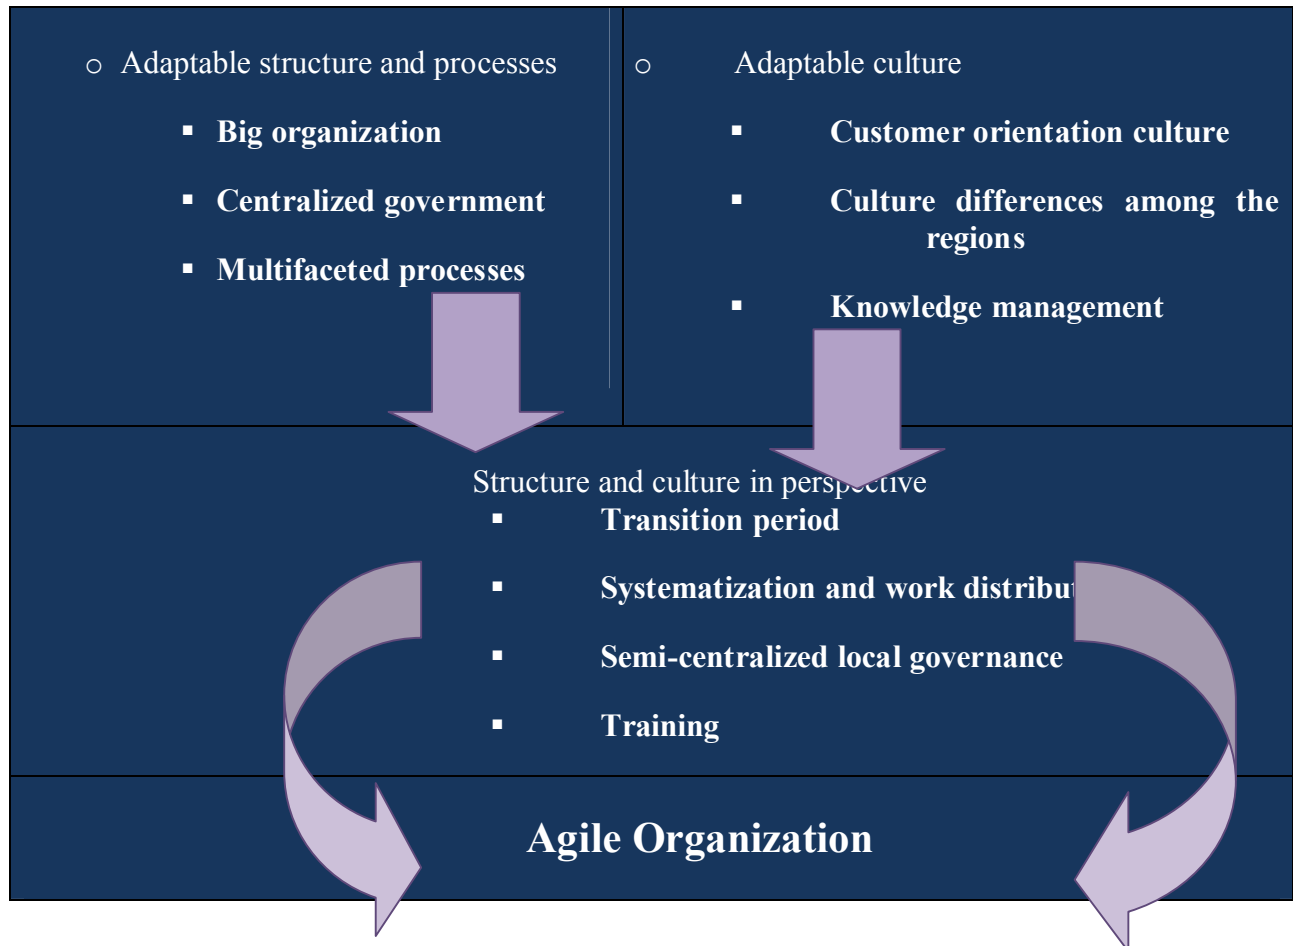 o Adaptable structure and processes
▪ Big organization
▪ Centralized government
▪ Multifaceted processes
o Adaptable culture
▪ Customer orientation culture
▪ Culture differences among the
regions
▪ Knowledge management
Structure and culture in perspective
▪ Transition period
▪ Systematization and work
▪ Semi-centralized local governance
▪ Training
Agile Organization